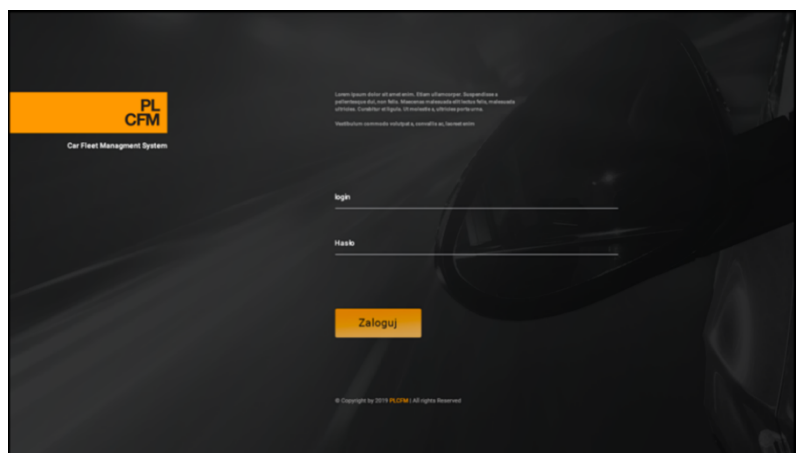 PL
CFM
Car Fleet Managment System
Lorem ipsum dolor sit amet enim. Etiam ullamcorper. Suspendisse a
pellentesque dui, non felis. Maecenas malesuada elit lectus felis, malesuada
ultricies. Curabitur et ligula. Ut molestie a, ultricies porta urna.
Vestibulum commodo volutpat a, convallis ac, laoreet enim
login
Hasło
Zaloguj
© Copyright by 2019 PLCFM | All rights Reserved